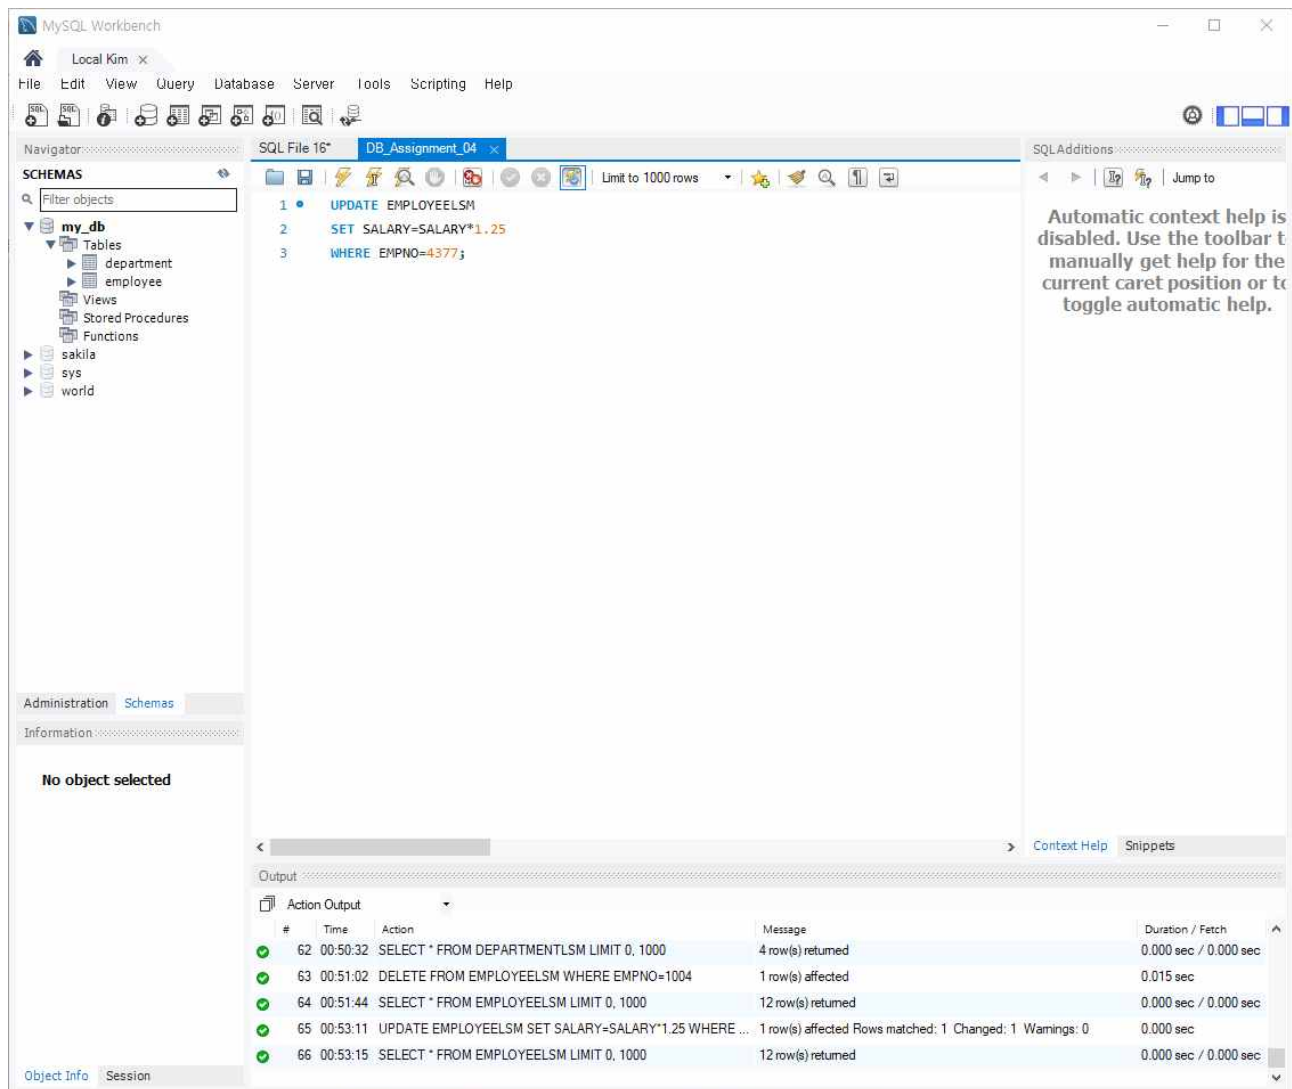 MySQL Workbench
Local Kim
File Edit View Query Database Server Tools Scripting Help
Navigator
SCHEMAS
Filter objects
my_db
Tables
department
employee
Views
Stored Procedures
Functions
sakila
sys
world
Administration Schemas
Information
No object selected
Object Info Session
SQL File 16* DB_Assignment_04
Limit to 1000 rows
1 UPDATE EMPLOYEELSM
2 SET SALARY=SALARY*1.25
3 WHERE EMPNO=4377;
SQLAdditions
Jump to
Automatic context help is
disabled. Use the toolbar t
manually get help for the
current caret position or to
toggle automatic help.
Context Help Snippets
Output
Action Output
# Time Action Message Duration / Fetch
62 00:50:32 SELECT * FROM DEPARTMENTLSM LIMIT 0, 1000 4 row(s) returned 0.000 sec / 0.000 sec
63 00:51:02 DELETE FROM EMPLOYEELSM WHERE EMPNO=1004 1 row(s) affected 0.015 sec
64 00:51:44 SELECT * FROM EMPLOYEELSM LIMIT 0, 1000 12 row(s) returned 0.000 sec / 0.000 sec
65 00:53:11 UPDATE EMPLOYEELSM SET SALARY=SALARY*1.25 WHERE ... 1 row(s) affected Rows matched: 1 Changed: 1 Warnings: 0 0.000 sec
66 00:53:15 SELECT * FROM EMPLOYEELSM LIMIT 0, 1000 12 row(s) returned 0.000 sec / 0.000 sec